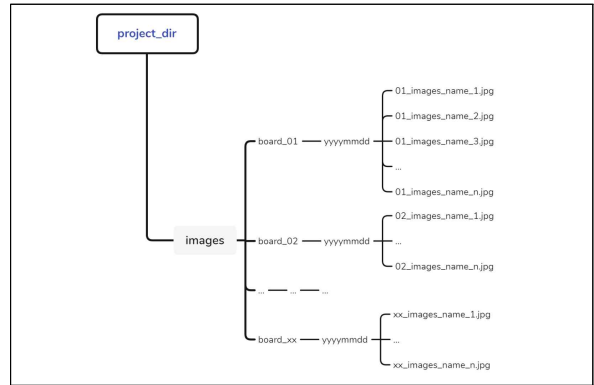 project_dir
images
board_01
yyyymmdd
01_images_name_1.jpg
01_images_name_2.jpg
01_images_name_3.jpg
...
01_images_name_n.jpg
board_02
yyyymmdd
02_images_name_1.jpg
...
02_images_name_n.jpg
...
...
...
board_xx
yyyymmdd
xx_images_name_1.jpg
...
xx_images_name_n.jpg